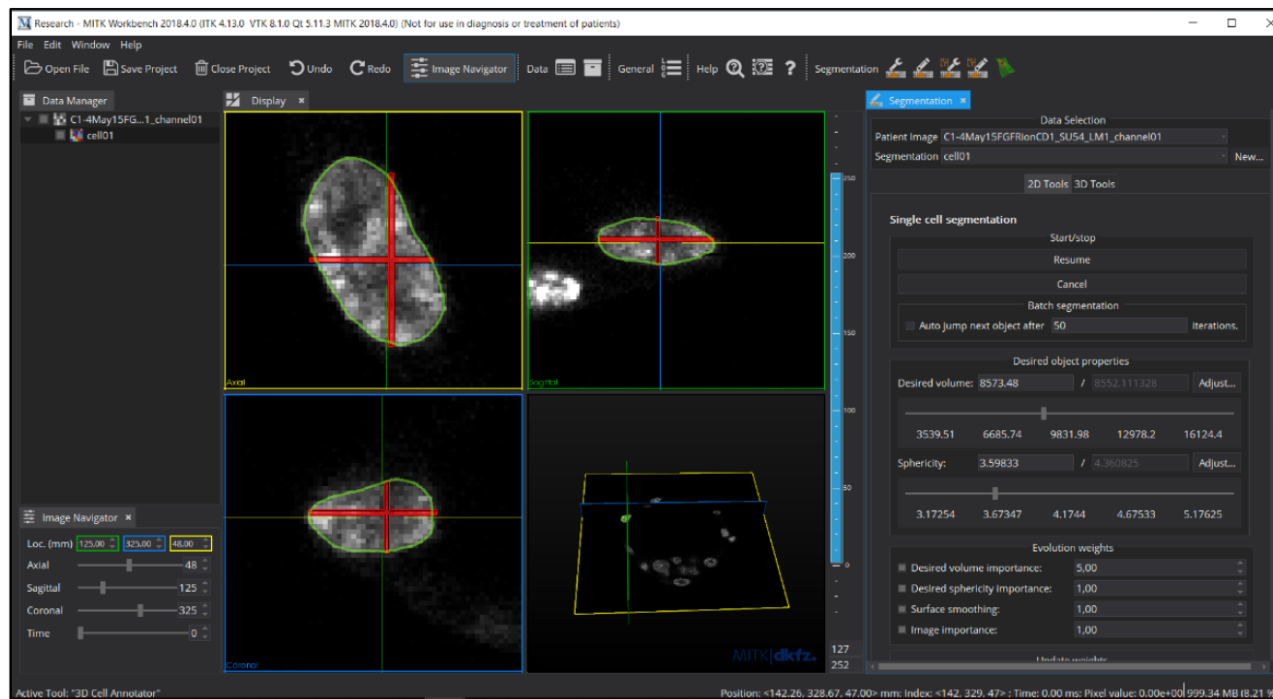 Research - MITK Workbench 2018.4.0 (ITK 4.13.0 VTK 8.1.0 Qt 5.11.3 MITK 2018.4.0) (Not for use in diagnosis or treatment of patients)
File Edit Window Help
Open File Save Project Close Project Undo Redo Image Navigator Data General Help ? Segmentation
Data Manager
C1-4May15FG...1_channel01
cell01
Display
Axial
Sagittal
Coronal
MITK dkfz.
250
200
150
100
50
0
127
252
Segmentation
Data Selection
Patient Image C1-4May15FGFRionCD1_SU54_LM1_channel01
Segmentation cell01 New...
2D Tools 3D Tools
Single cell segmentation
Start/stop
Resume
Cancel
Batch segmentation
Auto jump next object after 50 iterations.
Desired object properties
Desired volume: 8573.48 / 8552.111328 Adjust...
3539.51 6685.74 9831.98 12978.2 16124.4
Sphericity: 3.59833 / 4.360825 Adjust...
3.17254 3.67347 4.1744 4.67533 5.17625
Evolution weights
Desired volume importance: 5,00
Desired sphericity importance: 1,00
Surface smoothing: 1,00
Image importance: 1,00
Update weights
Image Navigator
Loc. (mm) 125.00 325.00 48.00
Axial 48
Sagittal 125
Coronal 325
Time 0
Active Tool: "3D Cell Annotator"
Position: <142.26, 328.67, 47.00> mm; Index: <142, 329, 47> ; Time: 0.00 ms; Pixel value: 0.00e+00 999.34 MB (8.21